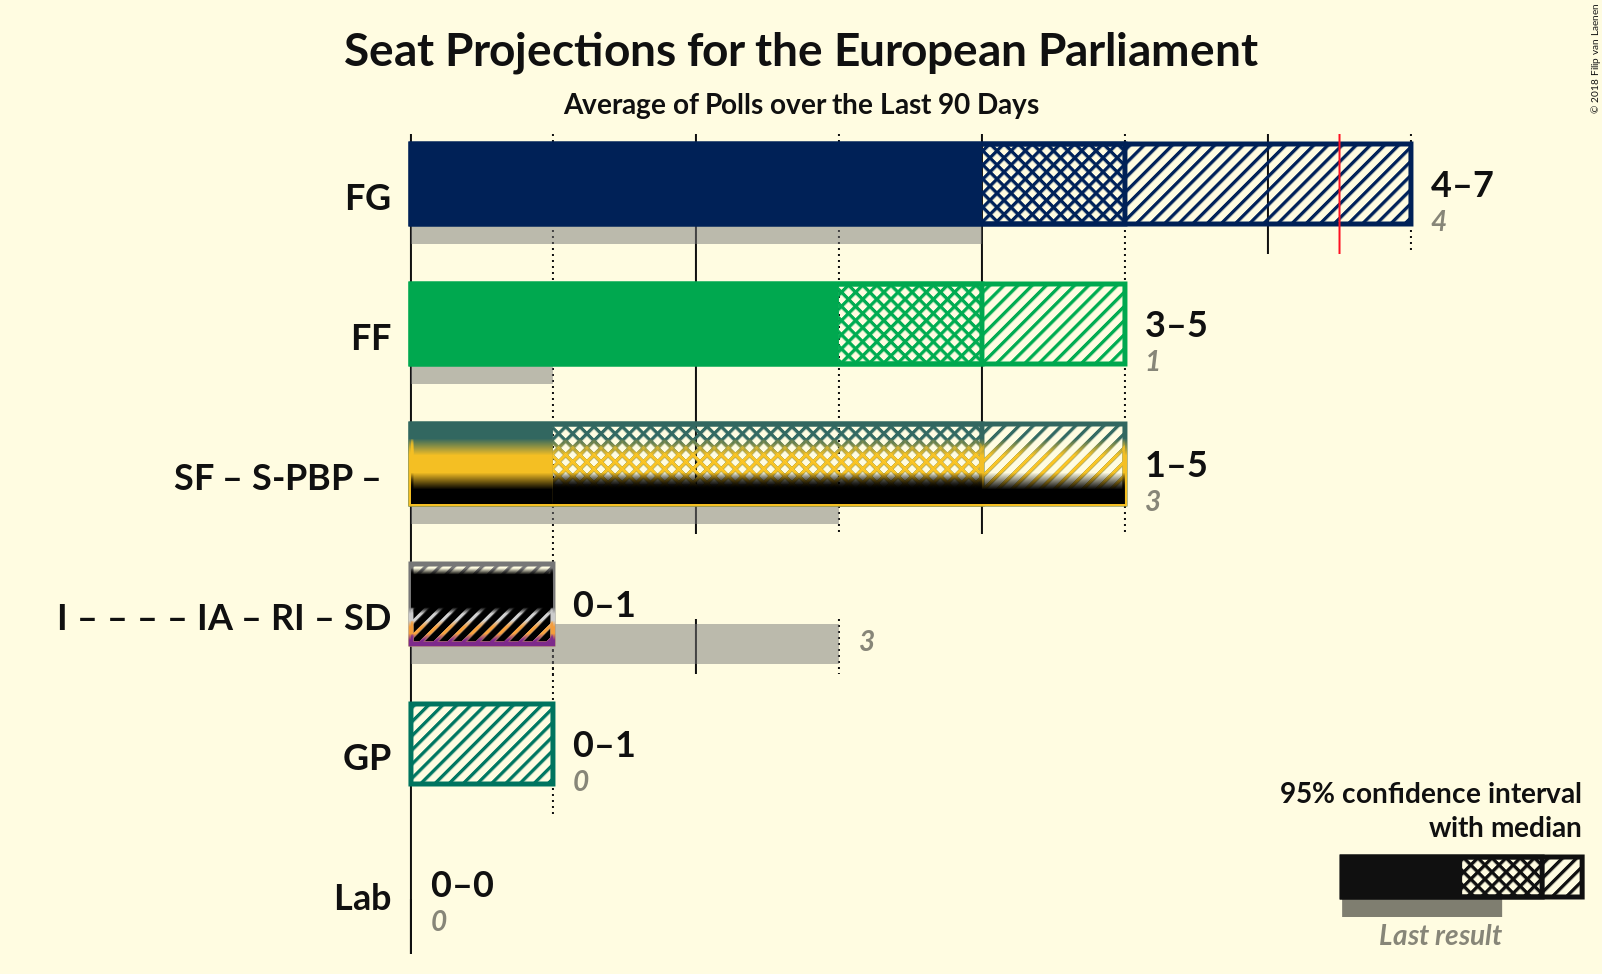 Seat Projections for the European Parliament
Average of Polls over the Last 90 Days
© 2018 Filip van Laenen
FG
4–7
4
FF
3–5
1
SF – S-PBP –
1–5
3
I – – – – IA – RI – SD
0–1
3
GP
0–1
0
Lab
0–0
0
95% confidence interval
with median
Last result